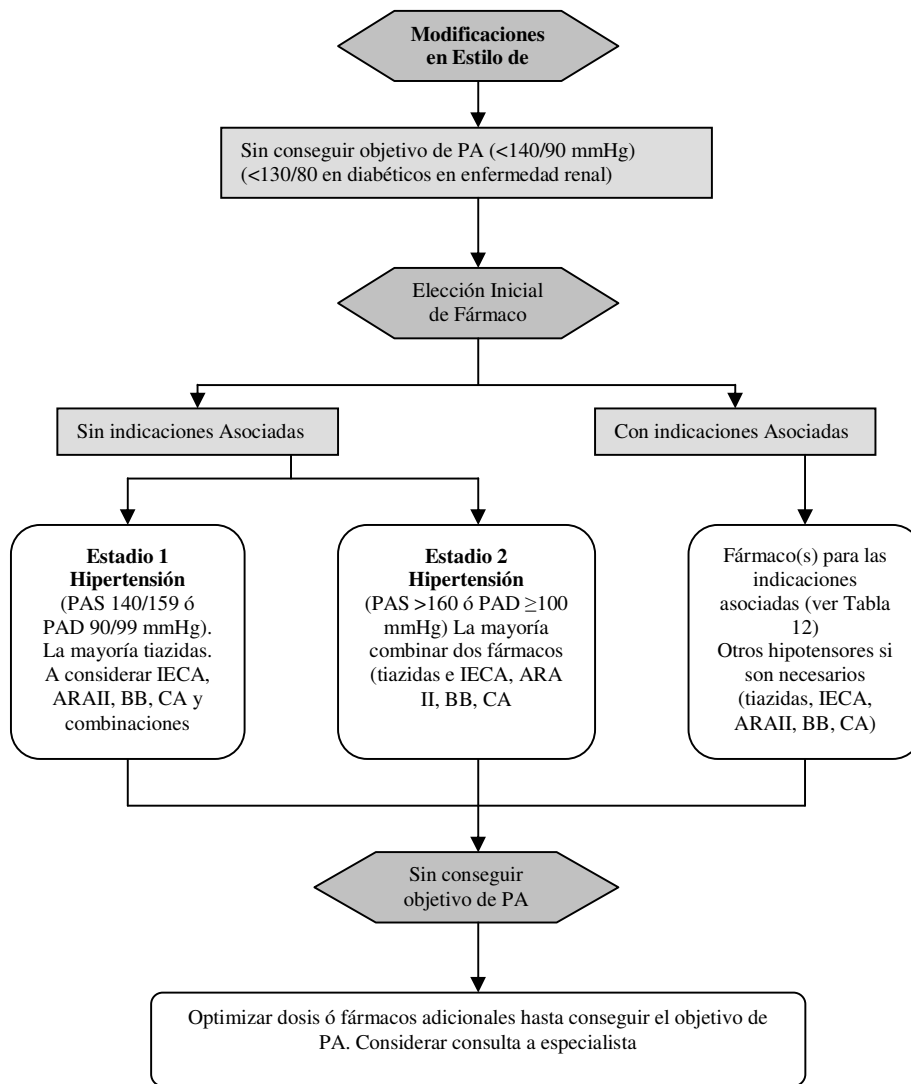 Modificaciones
en Estilo de
Sin conseguir objetivo de PA (<140/90 mmHg)
(<130/80 en diabéticos en enfermedad renal)
Elección Inicial
de Fármaco
Sin indicaciones Asociadas
Con indicaciones Asociadas
Estadio 1
Hipertensión
(PAS 140/159 ó
PAD 90/99 mmHg).
La mayoría tiazidas.
A considerar IECA,
ARAII, BB, CA y
combinaciones
Estadio 2
Hipertensión
(PAS >160 ó PAD ≥100
mmHg) La mayoría
combinar dos fármacos
(tiazidas e IECA, ARA
II, BB, CA
Fármaco(s) para las
indicaciones
asociadas (ver Tabla
12)
Otros hipotensores si
son necesarios
(tiazidas, IECA,
ARAII, BB, CA)
Sin conseguir
objetivo de PA
Optimizar dosis ó fármacos adicionales hasta conseguir el objetivo de
PA. Considerar consulta a especialista